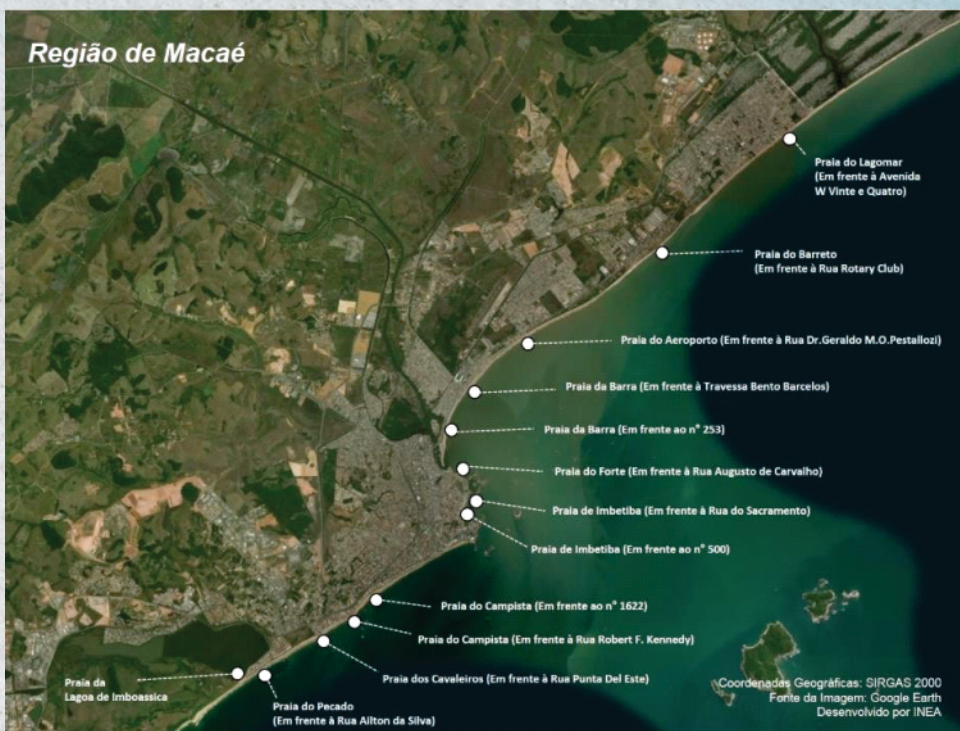 Região de Macaé
Praia do Lagomar
(Em frente à Avenida
W Vinte e Quatro)
Praia do Barreto
(Em frente à Rua Rotary Club)
Praia do Aeroporto (Em frente à Rua Dr.Geraldo M.O.Pestallozi)
Praia da Barra (Em frente à Travessa Bento Barcelos)
Praia da Barra (Em frente ao n° 253)
Praia do Forte (Em frente à Rua Augusto de Carvalho)
Praia de Imbetiba (Em frente à Rua do Sacramento)
Praia de Imbetiba (Em frente ao n° 500)
Praia do Campista (Em frente ao n° 1622)
Praia do Campista (Em frente à Rua Robert F. Kennedy)
Praia dos Cavaleiros (Em frente à Rua Punta Del Este)
Praia da
Lagoa de Imboassica
Praia do Pecado
(Em frente à Rua Ailton da Silva)
Coordenadas Geográficas: SIRGAS 2000
Fonte da Imagem: Google Earth
Desenvolvido por INEA